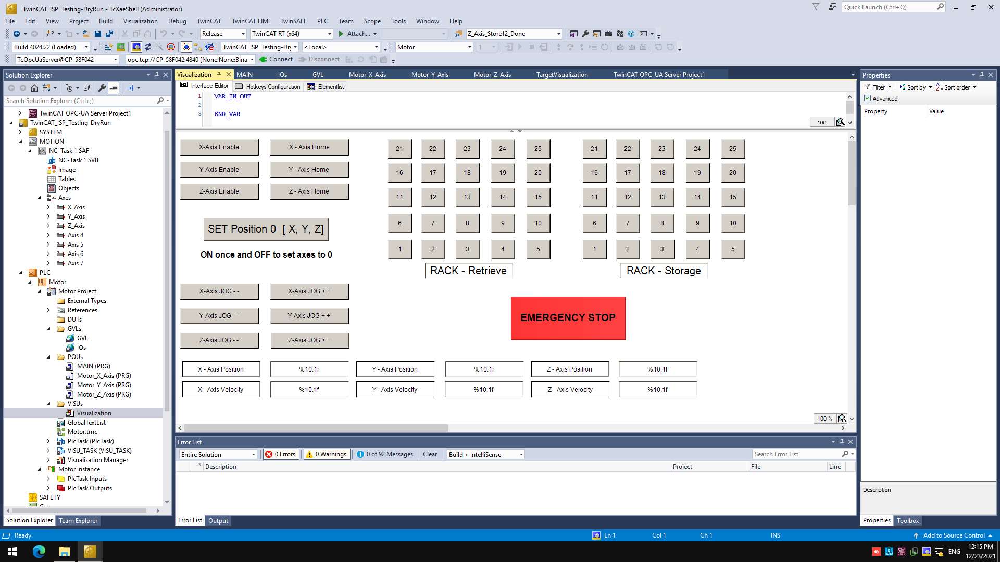 TwinCAT_ISP_Testing-DryRun - TcXaeShell (Administrator)
Quick Launch (Ctrl+Q)
File Edit View Project Build Visualization Debug TwinCAT TwinCAT HMI TwinSAFE PLC Team Scope Tools Window Help
Release TwinCAT RT (x64) Attach... Z_Axis_Store12_Done
Build 4024.22 (Loaded) TwinCAT_ISP_Testing-Dr <Local> Motor 1
TcOpcUaServer@CP-58F042 opc.tcp://CP-58F042:4840 [None:None:Bina Connect Disconnect
Solution Explorer
Search Solution Explorer (Ctrl+;)
TwinCAT OPC-UA Server Project1
TwinCAT_ISP_Testing-DryRun
SYSTEM
MOTION
NC-Task 1 SAF
NC-Task 1 SVB
Image
Tables
Objects
Axes
X_Axis
Y_Axis
Z_Axis
Axis 4
Axis 5
Axis 6
Axis 7
PLC
Motor
Motor Project
External Types
References
DUTs
GVLs
GVL
IOs
POUs
MAIN (PRG)
Motor_X_Axis (PRG)
Motor_Y_Axis (PRG)
Motor_Z_Axis (PRG)
VISUs
Visualization
GlobalTextList
Motor.tmc
PlcTask (PlcTask)
VISU_TASK (VISU_TASK)
Visualization Manager
Motor Instance
PlcTask Inputs
PlcTask Outputs
SAFETY
Solution Explorer Team Explorer
Visualization MAIN IOs GVL Motor_X_Axis Motor_Y_Axis Motor_Z_Axis TargetVisualization TwinCAT OPC-UA Server Project1
Interface Editor Hotkeys Configuration Elementlist
1 VAR_IN_OUT
2
3 END_VAR
100
X-Axis Enable X - Axis Home 21 22 23 24 25 21 22 23 24 25
Y-Axis Enable Y - Axis Home 16 17 18 19 20 16 17 18 19 20
Z-Axis Enable Z - Axis Home 11 12 13 14 15 11 12 13 14 15
SET Position 0 [ X, Y, Z] 6 7 8 9 10 6 7 8 9 10
ON once and OFF to set axes to 0 1 2 3 4 5 1 2 3 4 5
RACK - Retrieve RACK - Storage
X-Axis JOG - - X-Axis JOG + +
Y-Axis JOG - - Y-Axis JOG + +
EMERGENCY STOP
Z-Axis JOG - - Z-Axis JOG + +
X - Axis Position %10.1f Y - Axis Position %10.1f Z - Axis Position %10.1f
X - Axis Velocity %10.1f Y - Axis Velocity %10.1f Z - Axis Velocity %10.1f
100 %
Error List
Entire Solution 0 Errors 0 Warnings 0 of 92 Messages Clear Build + IntelliSense Search Error List
Description Project File Line
Error List Output
Properties
Filter Sort by Sort order
Advanced
Property Value
Description
Properties Toolbox
Ready Ln 1 Col 1 Ch 1 INS Add to Source Control
ENG 12:15 PM
12/23/2021